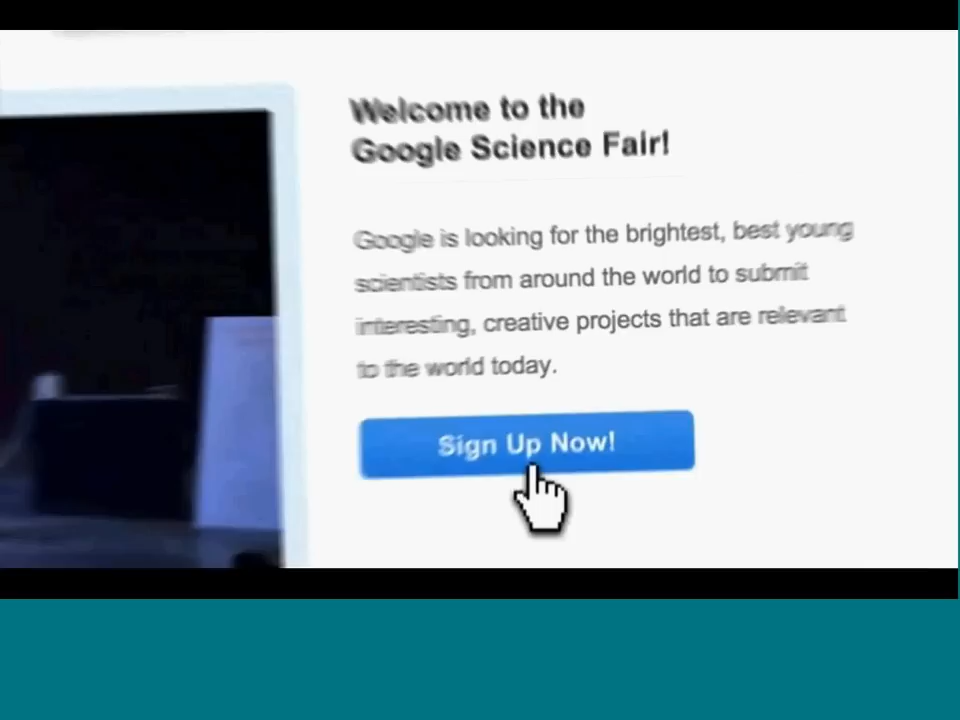 Welcome to the
Google Science Fair!
Google is looking for the brightest, best young
scientists from around the world to submit
interesting, creative projects that are relevant
to the world today.
Sign Up Now!